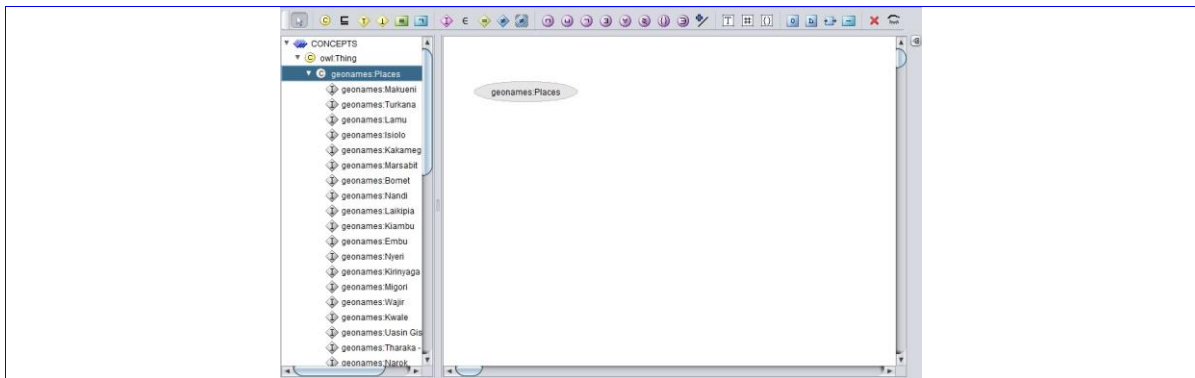 CONCEPTS
owl:Thing
geonames:Places
geonames:Makueni
geonames:Turkana
geonames:Lamu
geonames:Isiolo
geonames:Kakameg
geonames:Marsabit
geonames:Bomet
geonames:Nandi
geonames:Laikipia
geonames:Kiambu
geonames:Embu
geonames:Nyeri
geonames:Kirinyaga
geonames:Migori
geonames:Wajir
geonames:Kwale
geonames:Uasin Gis
geonames:Tharaka -
geonames:Narok
geonames:Places